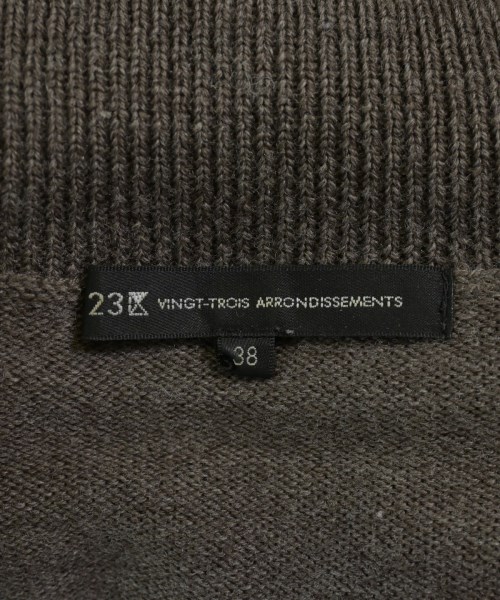 23区 VINGT-TROIS ARRONDISSEMENTS
38